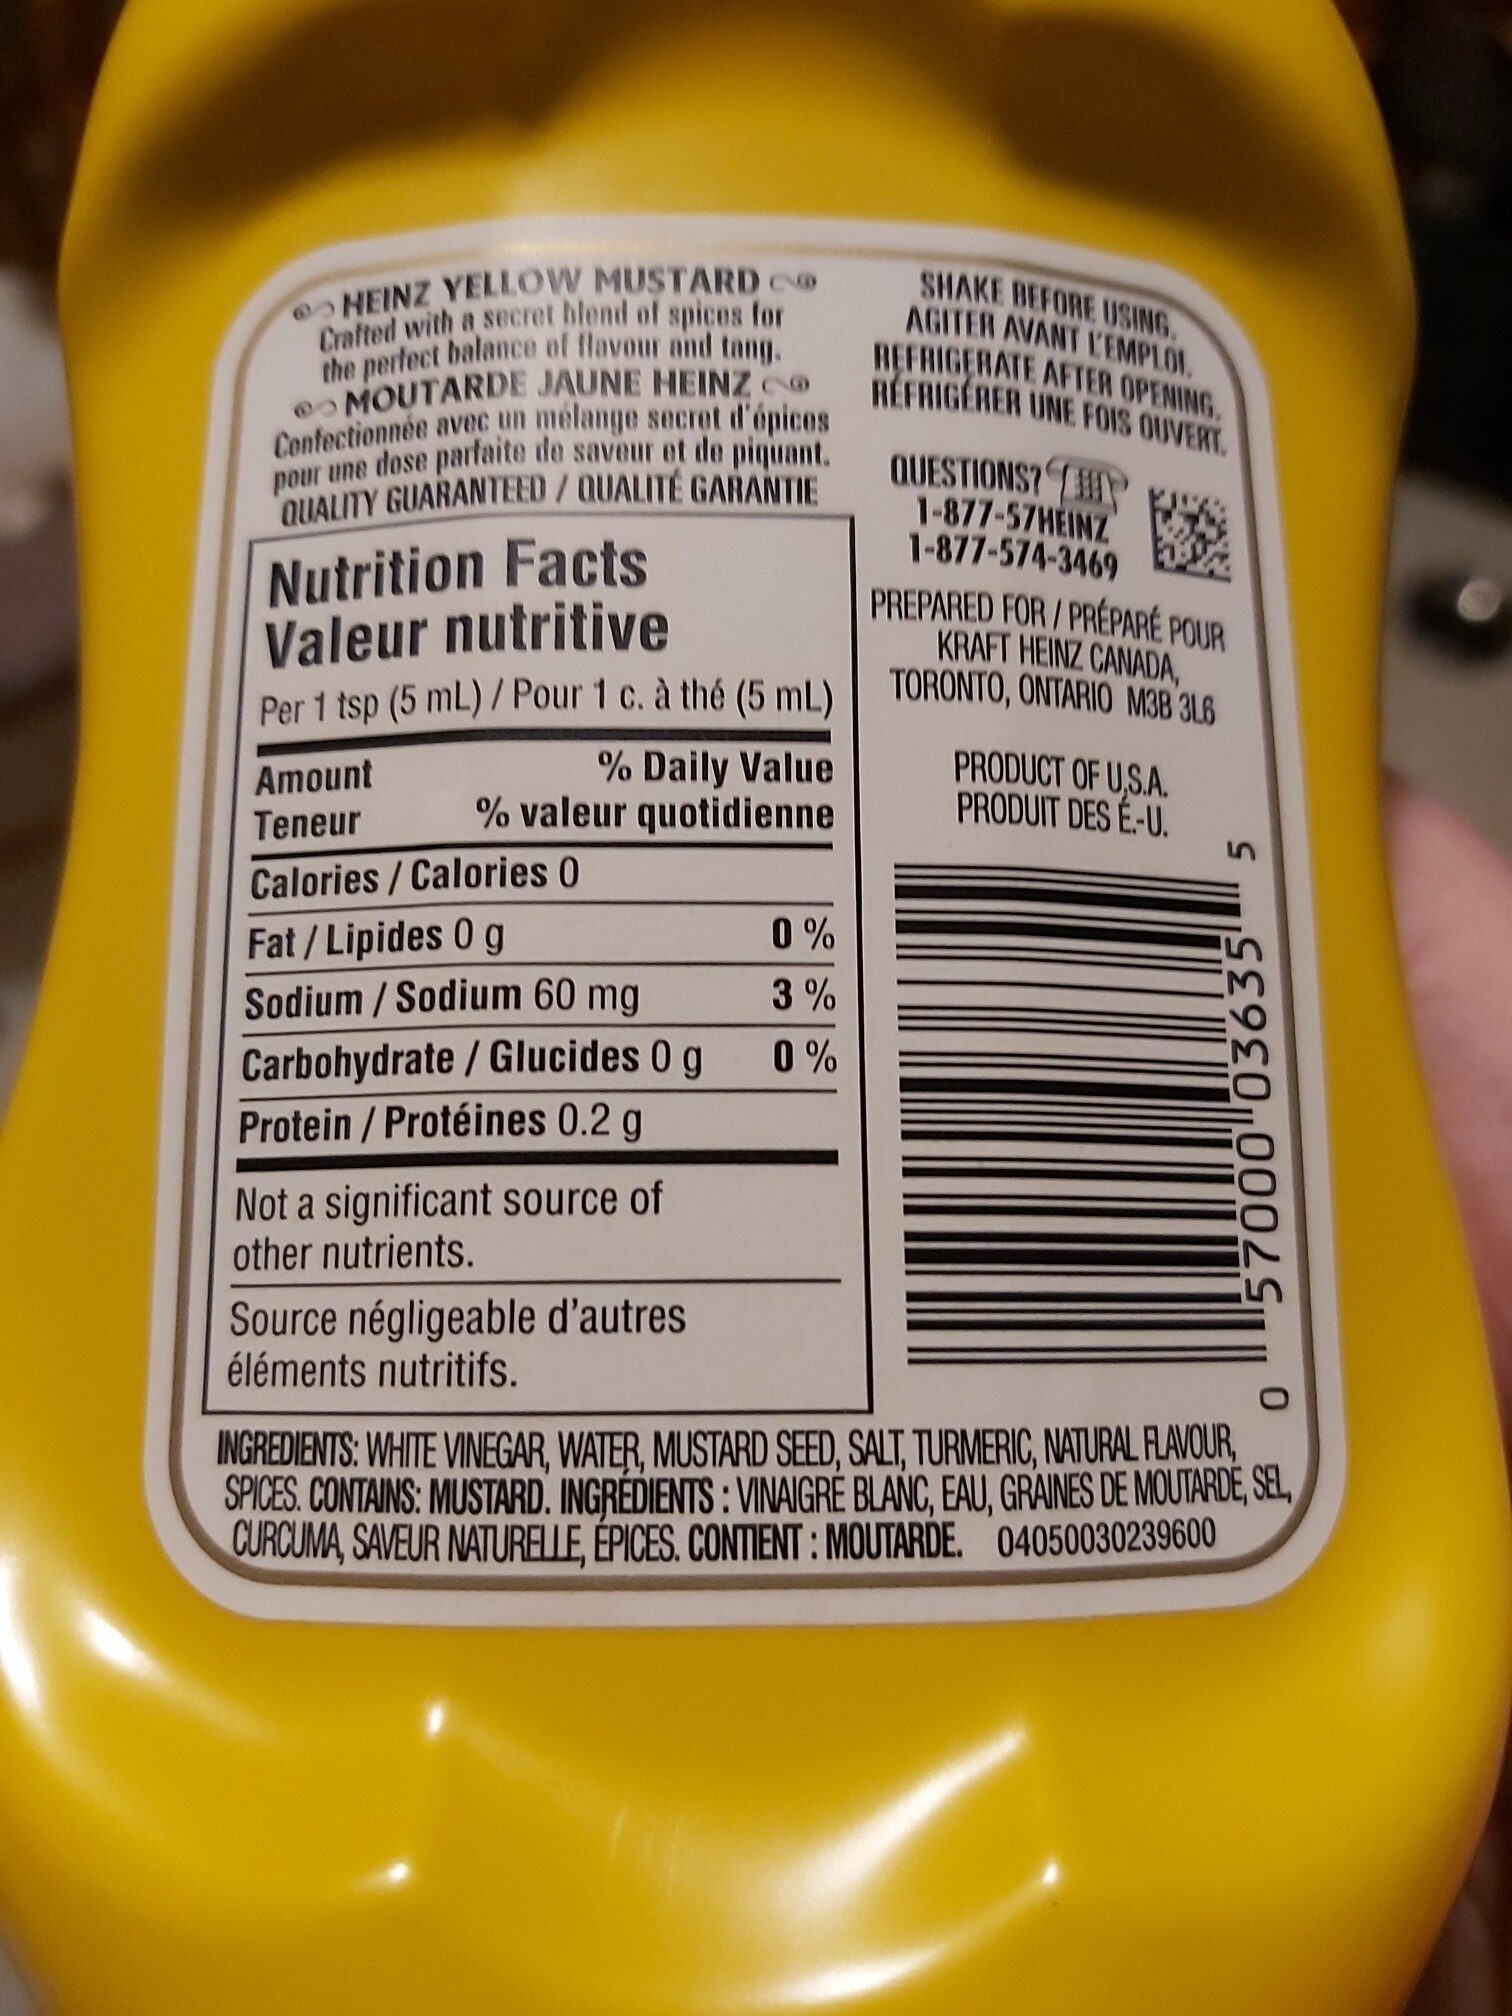 HEINZ YELLOW MUSTARD
Crafted with a secret blend of spices for
the perfect balance of flavour and tang.
MOUTARDE JAUNE HEINZ
Confectionnée avec un mélange secret d'épices
pour une dose parfaite de saveur et de piquant.
QUALITY GUARANTEED / QUALITÉ GARANTIE
Nutrition Facts
Valeur nutritive
Per 1 tsp (5 mL) / Pour 1 c. à thé (5 mL)
Amount % Daily Value
Teneur % valeur quotidienne
Calories / Calories 0
Fat / Lipides 0 g 0 %
Sodium / Sodium 60 mg 3 %
Carbohydrate / Glucides 0 g 0 %
Protein / Protéines 0.2 g
Not a significant source of
other nutrients.
Source négligeable d'autres
éléments nutritifs.
SHAKE BEFORE USING.
AGITER AVANT L'EMPLOI.
REFRIGERATE AFTER OPENING.
RÉFRIGÉRER UNE FOIS OUVERT.
QUESTIONS?
1-877-57HEINZ
1-877-574-3469
PREPARED FOR / PRÉPARÉ POUR
KRAFT HEINZ CANADA,
TORONTO, ONTARIO M3B 3L6
PRODUCT OF U.S.A.
PRODUIT DES É.-U.
0 57000 03635 5
INGREDIENTS: WHITE VINEGAR, WATER, MUSTARD SEED, SALT, TURMERIC, NATURAL FLAVOUR,
SPICES. CONTAINS: MUSTARD. INGRÉDIENTS : VINAIGRE BLANC, EAU, GRAINES DE MOUTARDE, SEL,
CURCUMA, SAVEUR NATURELLE, ÉPICES. CONTIENT : MOUTARDE. 04050030239600